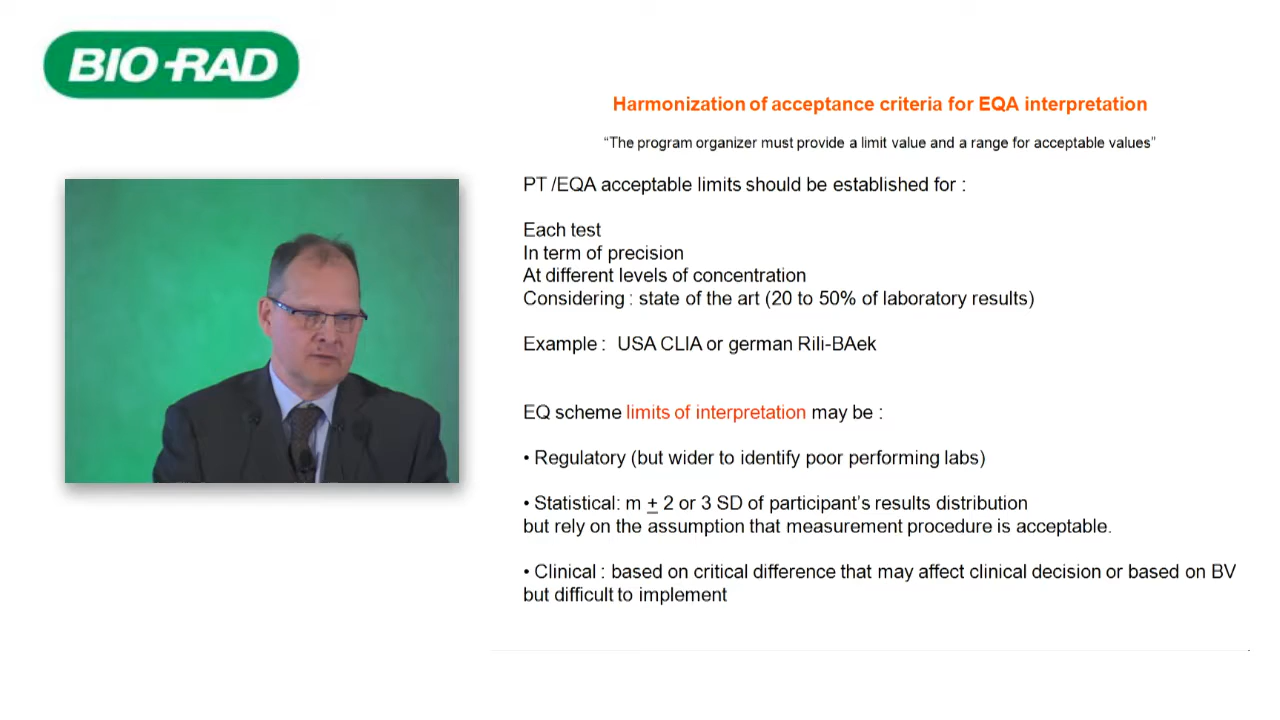 BIO-RAD
Harmonization of acceptance criteria for EQA interpretation
“The program organizer must provide a limit value and a range for acceptable values”
PT /EQA acceptable limits should be established for :
Each test
In term of precision
At different levels of concentration
Considering : state of the art (20 to 50% of laboratory results)
Example : USA CLIA or german Rili-BAek
EQ scheme limits of interpretation may be :
• Regulatory (but wider to identify poor performing labs)
• Statistical: m + 2 or 3 SD of participant’s results distribution
but rely on the assumption that measurement procedure is acceptable.
• Clinical : based on critical difference that may affect clinical decision or based on BV
but difficult to implement